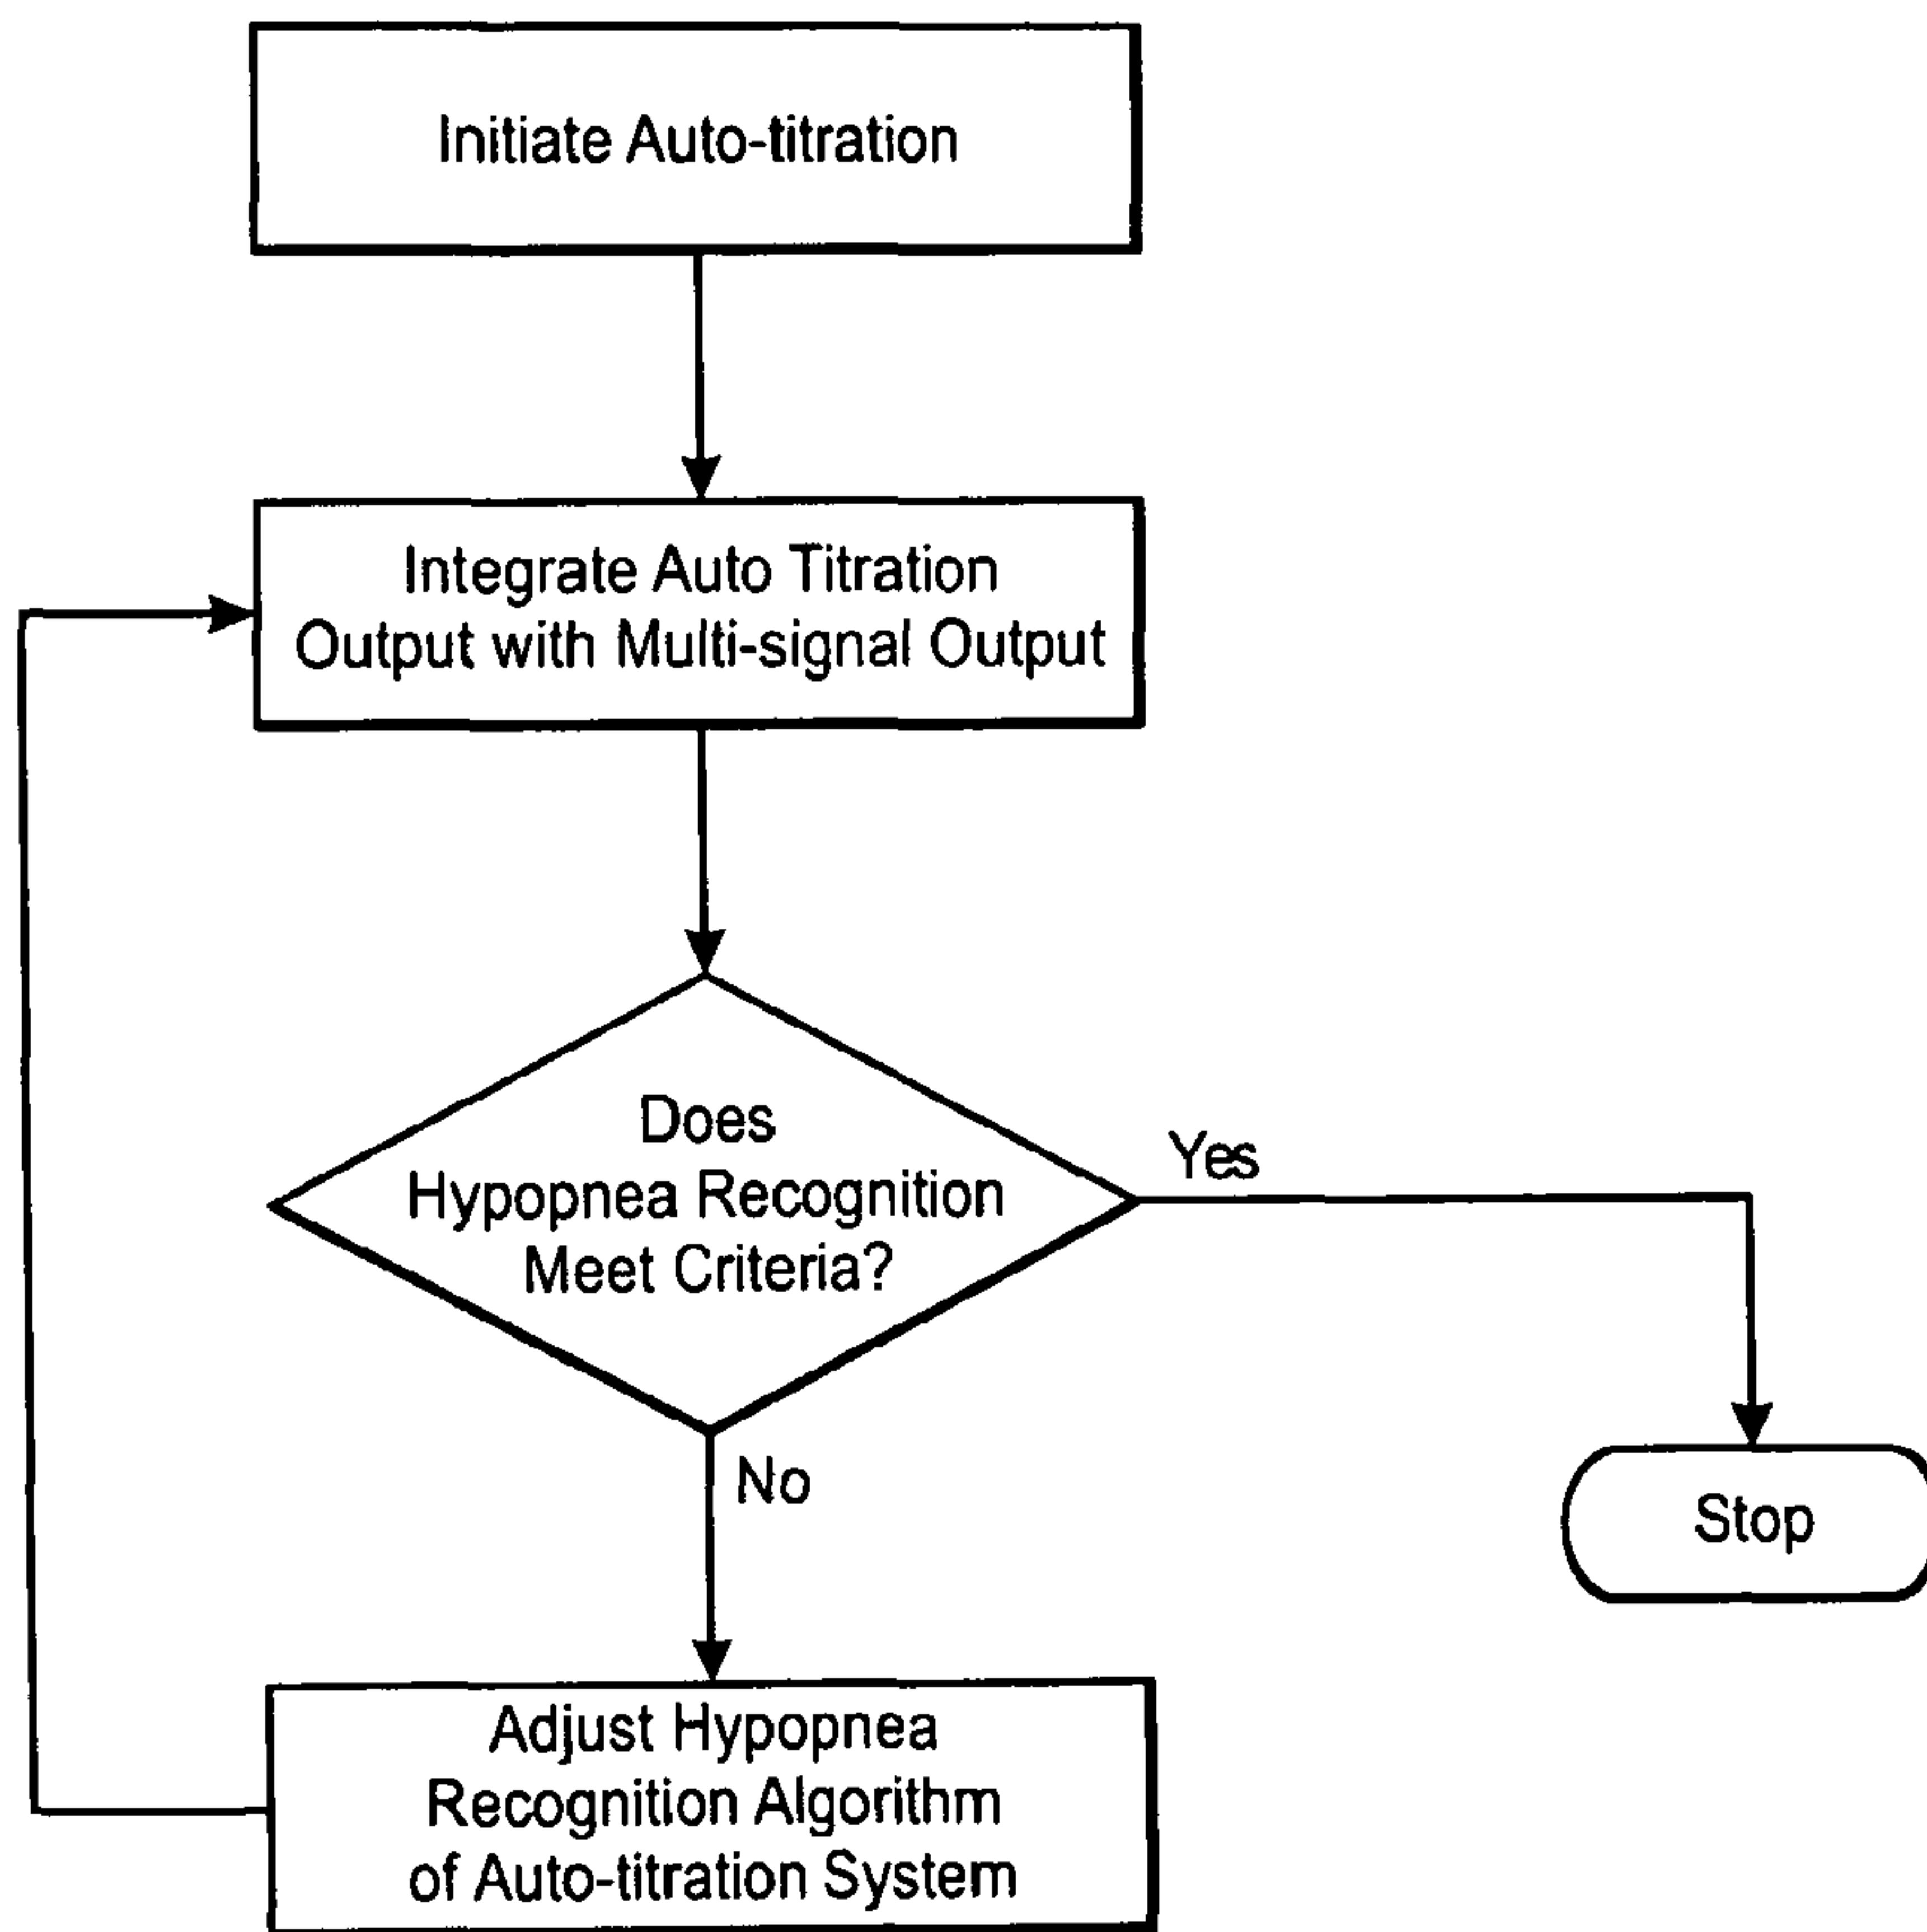 Initiate Auto-titration
Integrate Auto Titration
Output with Multi-signal Output
Does
Hypopnea Recognition
Meet Criteria?
Yes
No
Stop
Adjust Hypopnea
Recognition Algorithm
of Auto-titration System